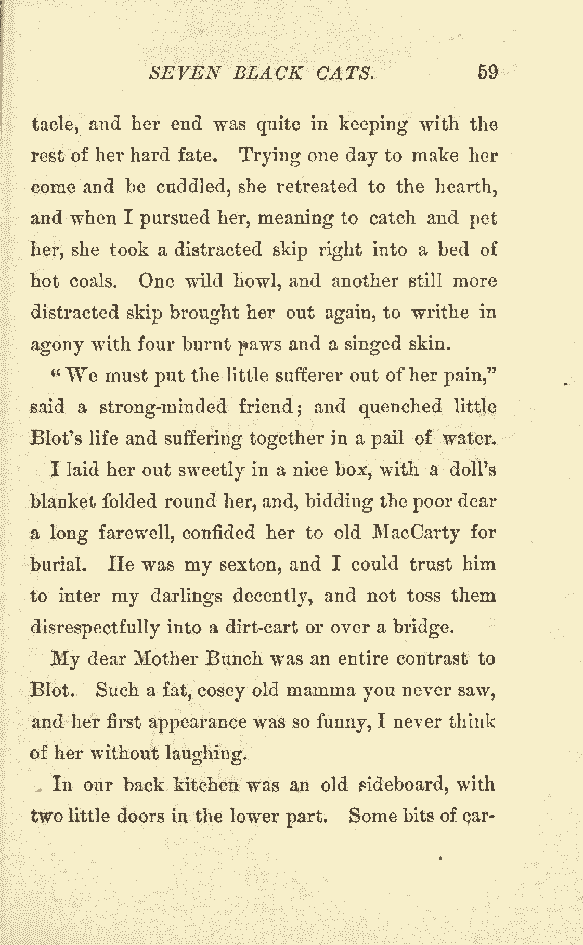 SEVEN BLACK CATS. 59
tacle, and her end was quite in keeping with the
rest of her hard fate. Trying one day to make her
come and be cuddled, she retreated to the hearth,
and when I pursued her, meaning to catch and pet
her, she took a distracted skip right into a bed of
hot coals. One wild howl, and another still more
distracted skip brought her out again, to writhe in
agony with four burnt paws and a singed skin.
“We must put the little sufferer out of her pain,”
said a strong-minded friend; and quenched little
Blot’s life and suffering together in a pail of water.
I laid her out sweetly in a nice box, with a doll’s
blanket folded round her, and, bidding the poor dear
a long farewell, confided her to old MacCarty for
burial. He was my sexton, and I could trust him
to inter my darlings decently, and not toss them
disrespectfully into a dirt-cart or over a bridge.
My dear Mother Bunch was an entire contrast to
Blot. Such a fat, cosey old mamma you never saw,
and her first appearance was so funny, I never think
of her without laughing.
In our back kitchen was an old sideboard, with
two little doors in the lower part. Some bits of car-